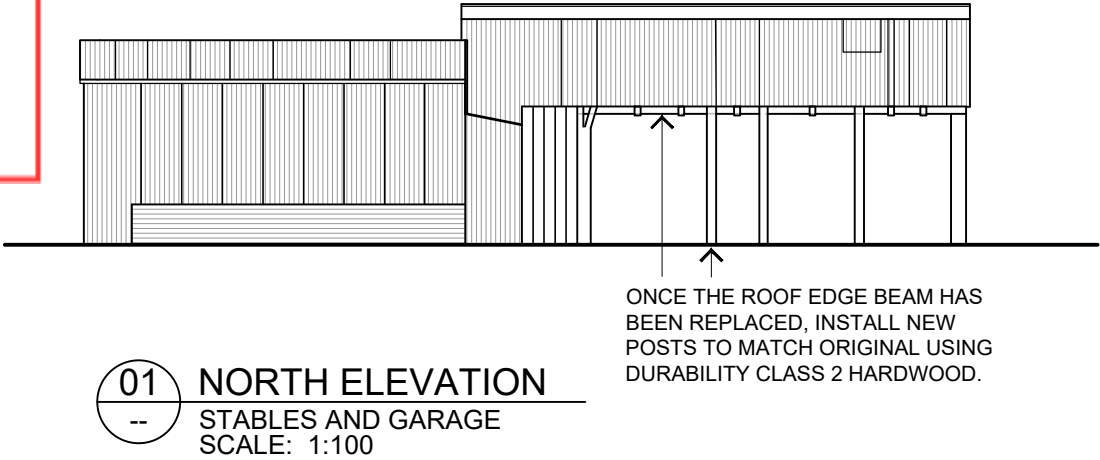 ONCE THE ROOF EDGE BEAM HAS
BEEN REPLACED, INSTALL NEW
POSTS TO MATCH ORIGINAL USING
DURABILITY CLASS 2 HARDWOOD.
01 NORTH ELEVATION
-- STABLES AND GARAGE
SCALE: 1:100